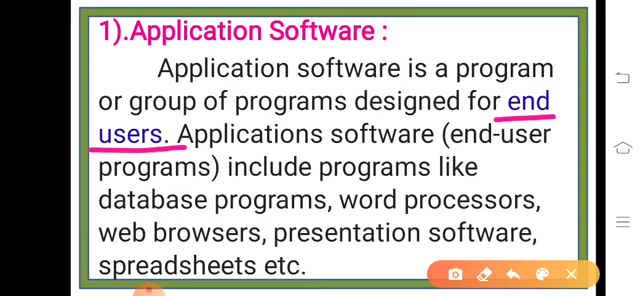 1).Application Software :
Application software is a program
or group of programs designed for end
users. Applications software (end-user
programs) include programs like
database programs, word processors,
web browsers, presentation software,
spreadsheets etc.